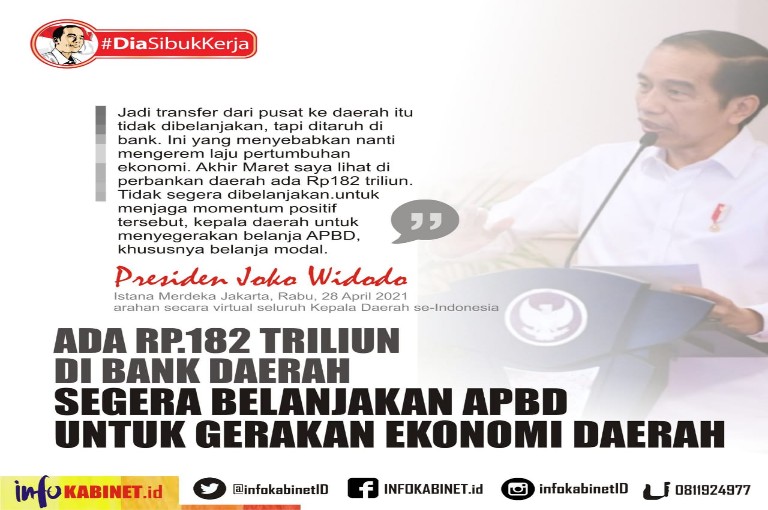 #DiaSibukKerja
Jadi transfer dari pusat ke daerah itu
tidak dibelanjakan, tapi ditaruh di
bank. Ini yang menyebabkan nanti
mengerem laju pertumbuhan
ekonomi. Akhir Maret saya lihat di
perbankan daerah ada Rp182 triliun.
Tidak segera dibelanjakan.untuk
menjaga momentum positif
tersebut, kepala daerah untuk
menyegerakan belanja APBD,
khususnya belanja modal.
Presiden Joko Widodo
Istana Merdeka Jakarta, Rabu, 28 April 2021
arahan secara virtual seluruh Kepala Daerah se-Indonesia
ADA RP.182 TRILIUN
DI BANK DAERAH
SEGERA BELANJAKAN APBD
UNTUK GERAKAN EKONOMI DAERAH
info KABINET.id @infokabinetID INFOKABINET.id infokabinetID 0811924977